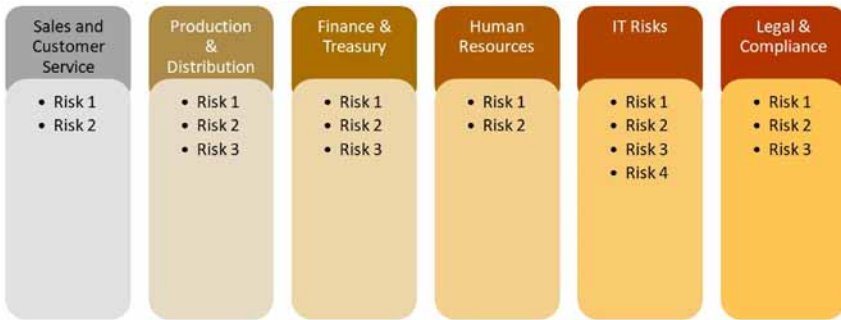 Sales and
Customer
Service
• Risk 1
• Risk 2
Production
&
Distribution
• Risk 1
• Risk 2
• Risk 3
Finance &
Treasury
• Risk 1
• Risk 2
• Risk 3
Human
Resources
• Risk 1
• Risk 2
IT Risks
• Risk 1
• Risk 2
• Risk 3
• Risk 4
Legal &
Compliance
• Risk 1
• Risk 2
• Risk 3